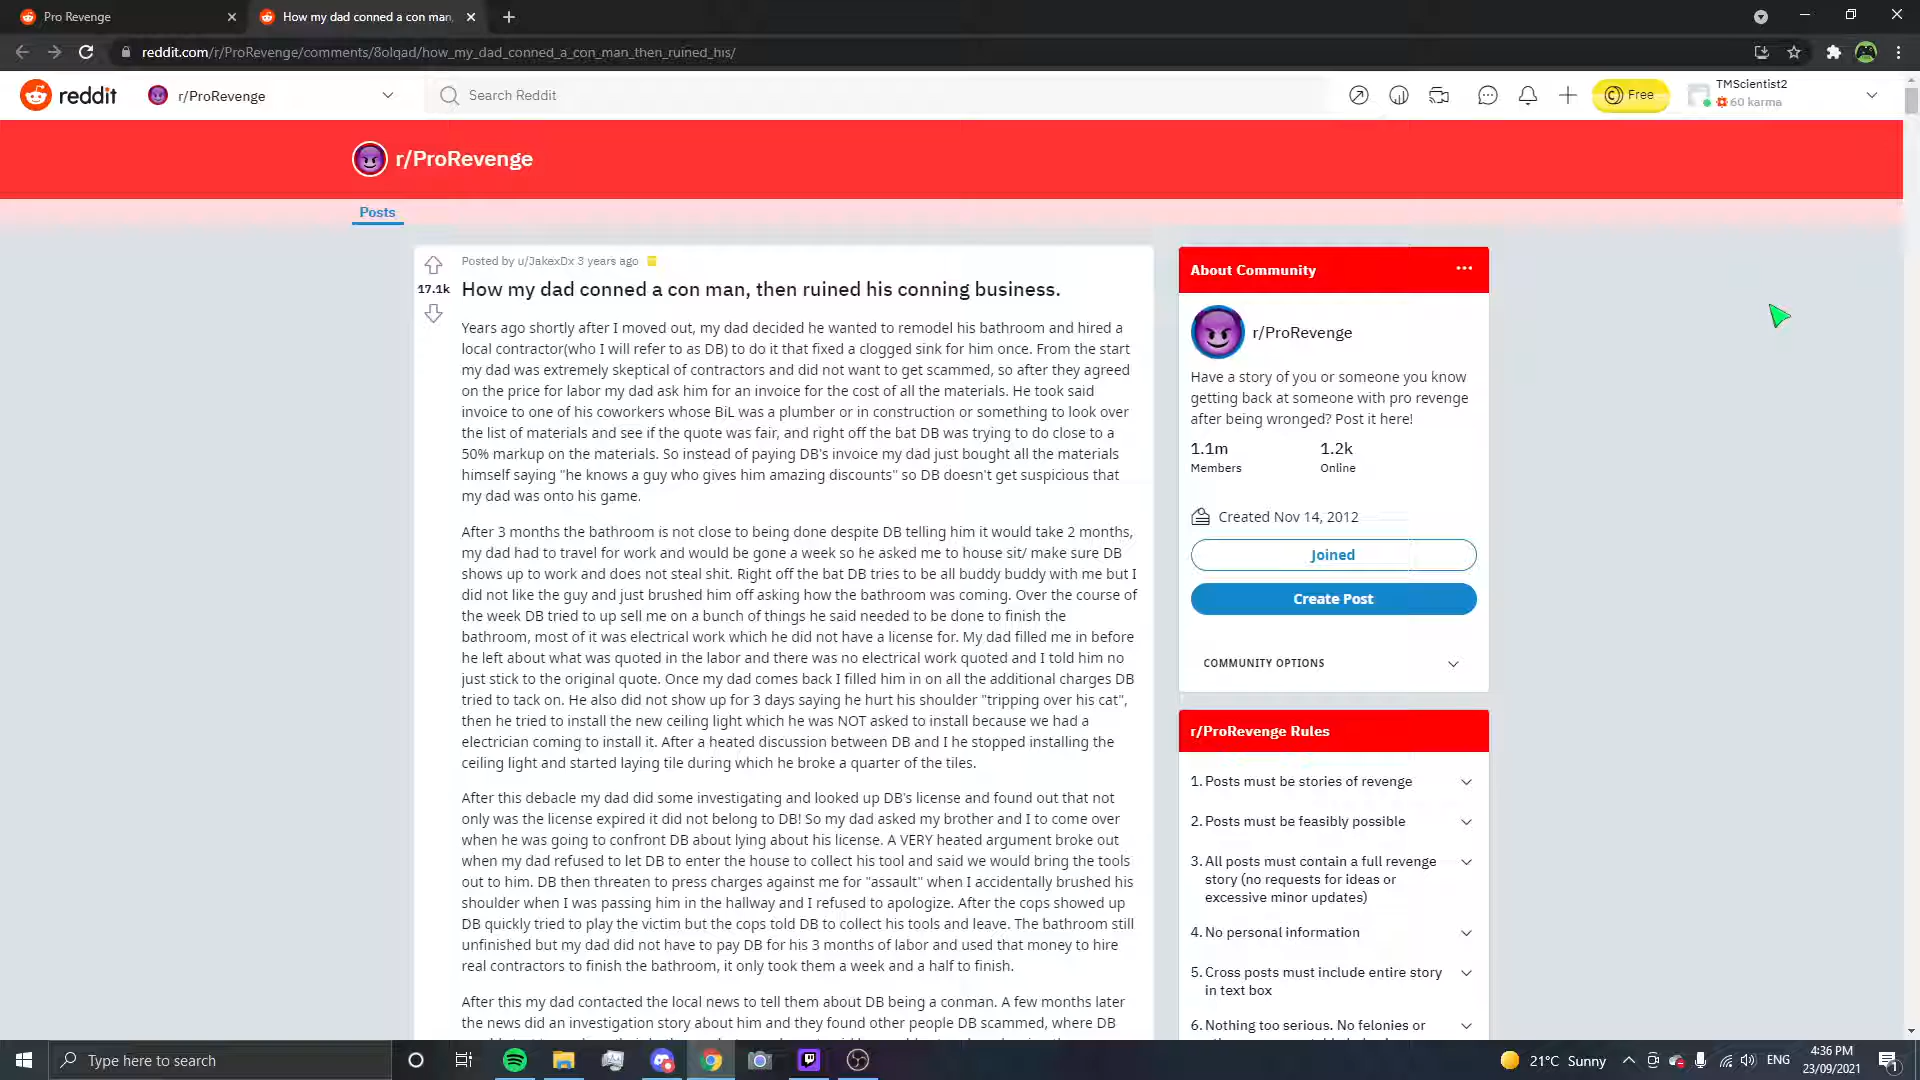 Pro Revenge
How my dad conned a con man,
reddit.com/r/ProRevenge/comments/8olqad/how_my_dad_conned_a_con_man_then_ruined_his/
reddit
r/ProRevenge
Search Reddit
Free
TMScientist2
60 karma
r/ProRevenge
Posts
Posted by u/JakexDx 3 years ago
17.1k
How my dad conned a con man, then ruined his conning business.
Years ago shortly after I moved out, my dad decided he wanted to remodel his bathroom and hired a
local contractor(who I will refer to as DB) to do it that fixed a clogged sink for him once. From the start
my dad was extremely skeptical of contractors and did not want to get scammed, so after they agreed
on the price for labor my dad ask him for an invoice for the cost of all the materials. He took said
invoice to one of his coworkers whose BiL was a plumber or in construction or something to look over
the list of materials and see if the quote was fair, and right off the bat DB was trying to do close to a
50% markup on the materials. So instead of paying DB's invoice my dad just bought all the materials
himself saying "he knows a guy who gives him amazing discounts" so DB doesn't get suspicious that
my dad was onto his game.
After 3 months the bathroom is not close to being done despite DB telling him it would take 2 months,
my dad had to travel for work and would be gone a week so he asked me to house sit/ make sure DB
shows up to work and does not steal shit. Right off the bat DB tries to be all buddy buddy with me but I
did not like the guy and just brushed him off asking how the bathroom was coming. Over the course of
the week DB tried to up sell me on a bunch of things he said needed to be done to finish the
bathroom, most of it was electrical work which he did not have a license for. My dad filled me in before
he left about what was quoted in the labor and there was no electrical work quoted and I told him no
just stick to the original quote. Once my dad comes back I filled him in on all the additional charges DB
tried to tack on. He also did not show up for 3 days saying he hurt his shoulder "tripping over his cat",
then he tried to install the new ceiling light which he was NOT asked to install because we had a
electrician coming to install it. After a heated discussion between DB and I he stopped installing the
ceiling light and started laying tile during which he broke a quarter of the tiles.
After this debacle my dad did some investigating and looked up DB's license and found out that not
only was the license expired it did not belong to DB! So my dad asked my brother and I to come over
when he was going to confront DB about lying about his license. A VERY heated argument broke out
when my dad refused to let DB to enter the house to collect his tool and said we would bring the tools
out to him. DB then threaten to press charges against me for "assault" when I accidentally brushed his
shoulder when I was passing him in the hallway and I refused to apologize. After the cops showed up
DB quickly tried to play the victim but the cops told DB to collect his tools and leave. The bathroom still
unfinished but my dad did not have to pay DB for his 3 months of labor and used that money to hire
real contractors to finish the bathroom, it only took them a week and a half to finish.
After this my dad contacted the local news to tell them about DB being a conman. A few months later
the news did an investigation story about him and they found other people DB scammed, where DB
About Community
r/ProRevenge
Have a story of you or someone you know
getting back at someone with pro revenge
after being wronged? Post it here!
1.1m
Members
1.2k
Online
Created Nov 14, 2012
Joined
Create Post
COMMUNITY OPTIONS
r/ProRevenge Rules
1. Posts must be stories of revenge
2. Posts must be feasibly possible
3. All posts must contain a full revenge
story (no requests for ideas or
excessive minor updates)
4. No personal information
5. Cross posts must include entire story
in text box
6. Nothing too serious. No felonies or
Type here to search
21°C Sunny
ENG
4:36 PM
23/09/2021
1